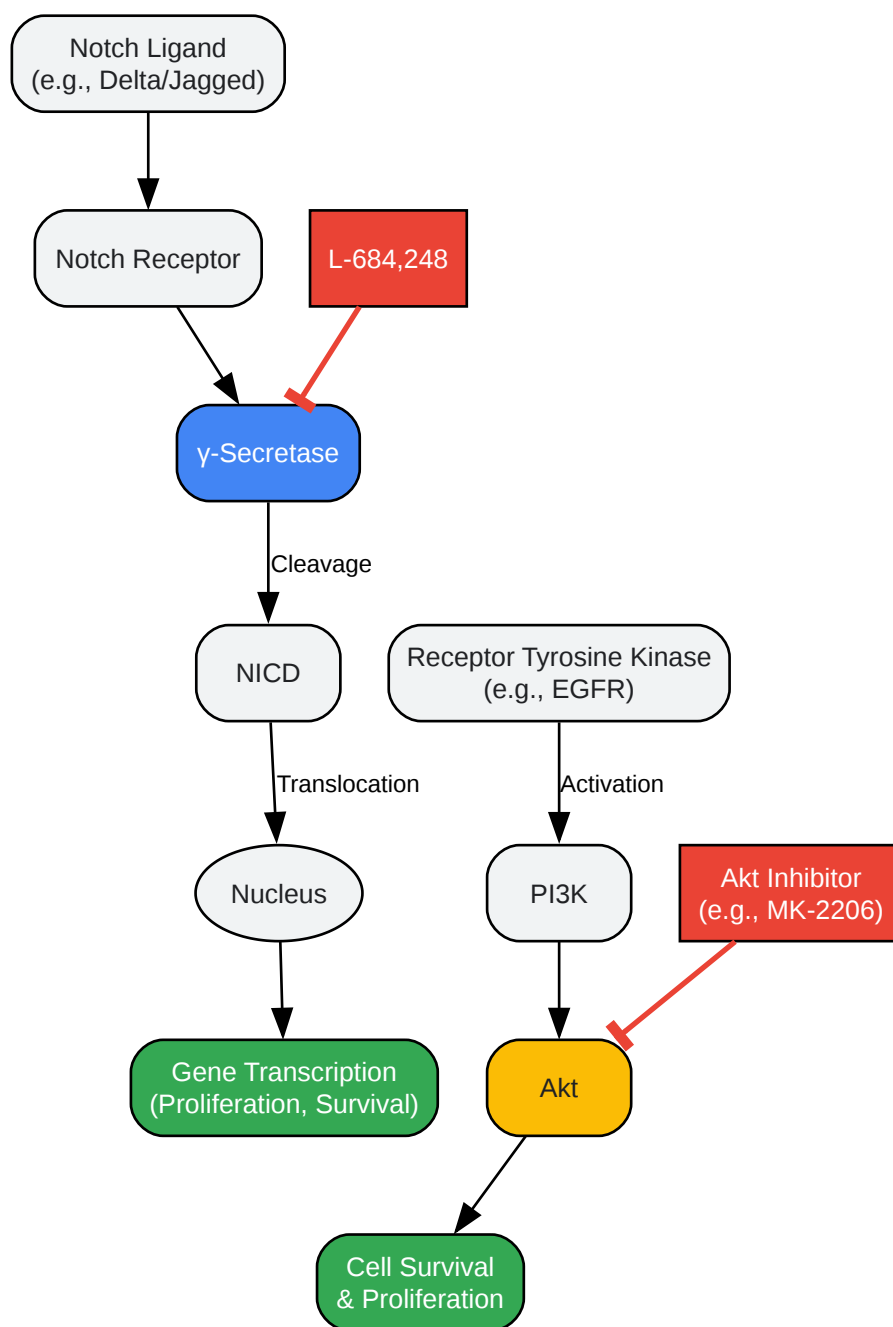 Notch Ligand
(e.g., Delta/Jagged)
Notch Receptor
L-684,248
γ-Secretase
Cleavage
NICD
Receptor Tyrosine Kinase
(e.g., EGFR)
Translocation
Activation
Nucleus
PI3K
Akt Inhibitor
(e.g., MK-2206)
Gene Transcription
(Proliferation, Survival)
Akt
Cell Survival
& Proliferation